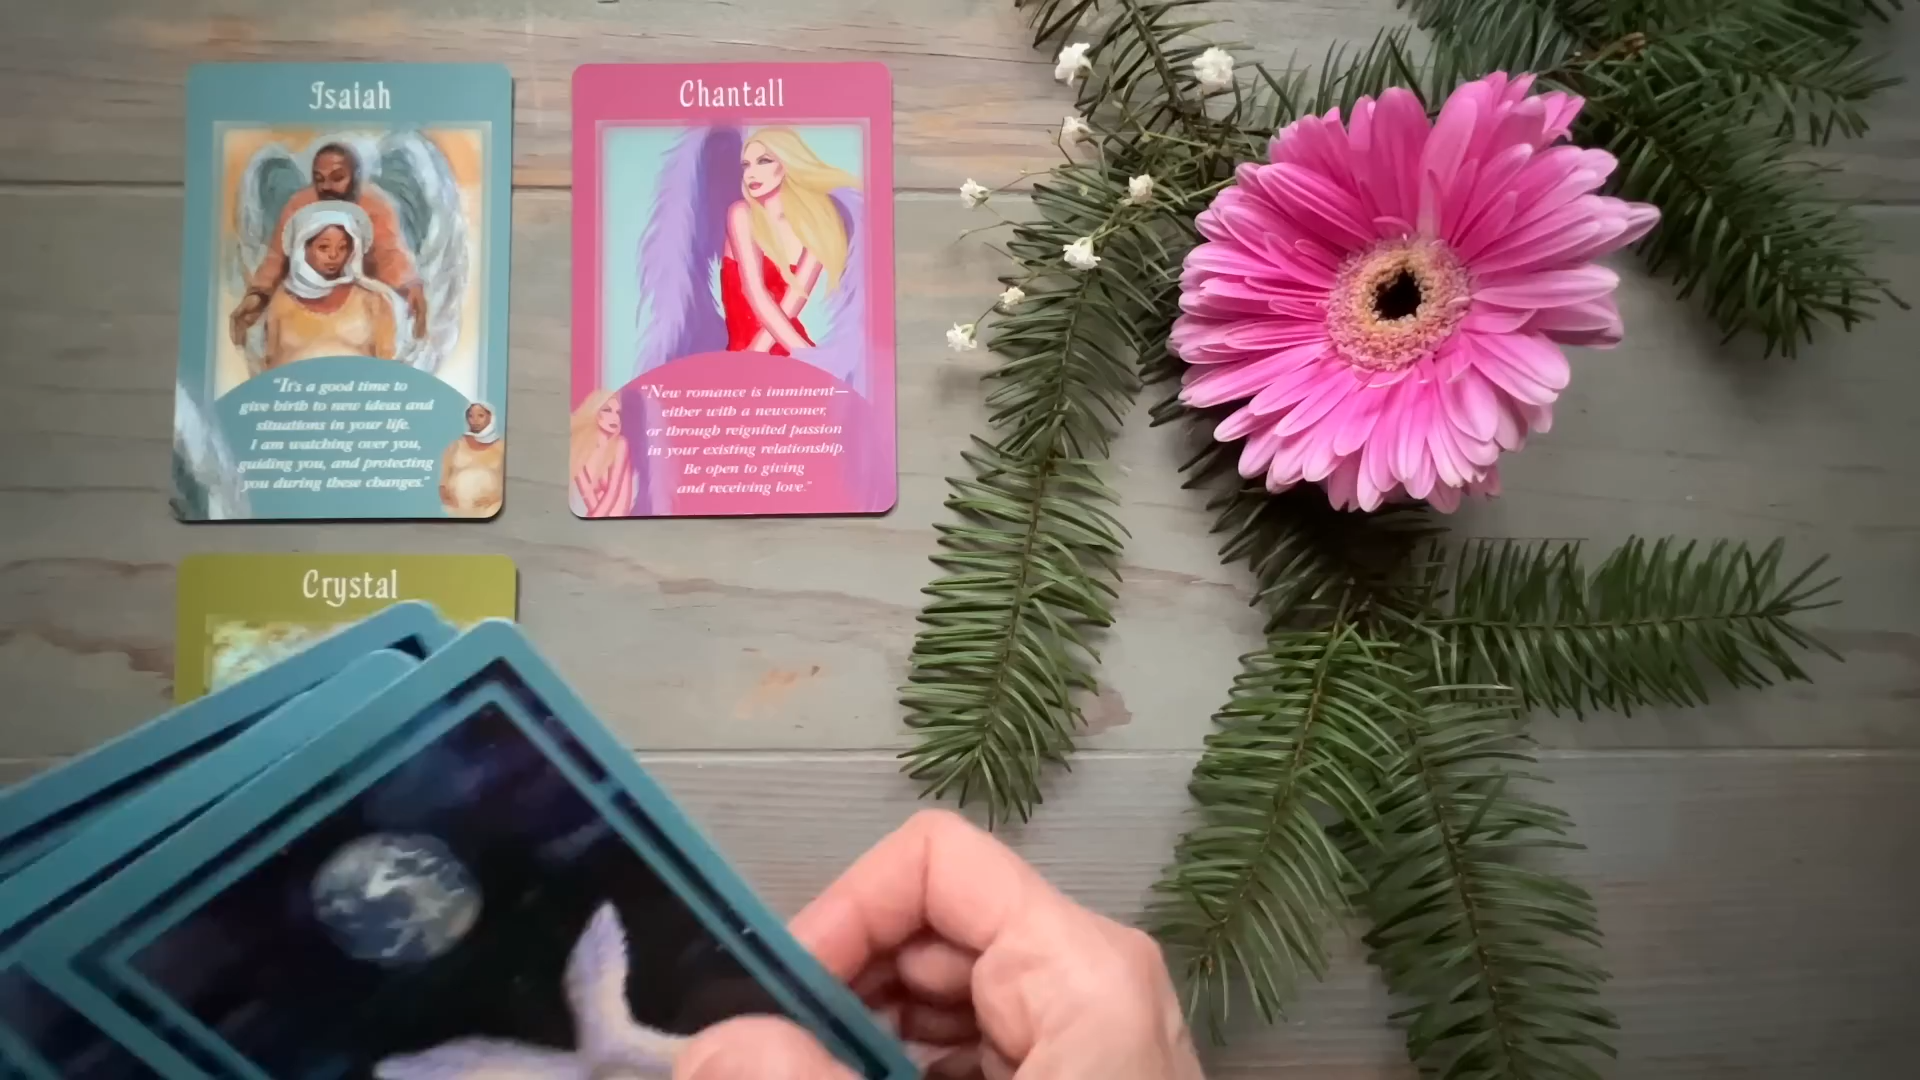 Isaiah
"It's a good time to
give birth to new ideas and
situations in your life.
I am watching over you,
guiding you, and protecting
you during these changes."
Chantall
"New romance is imminent—
either with a newcomer,
or through reignited passion
in your existing relationship.
Be open to giving
and receiving love."
Crystal